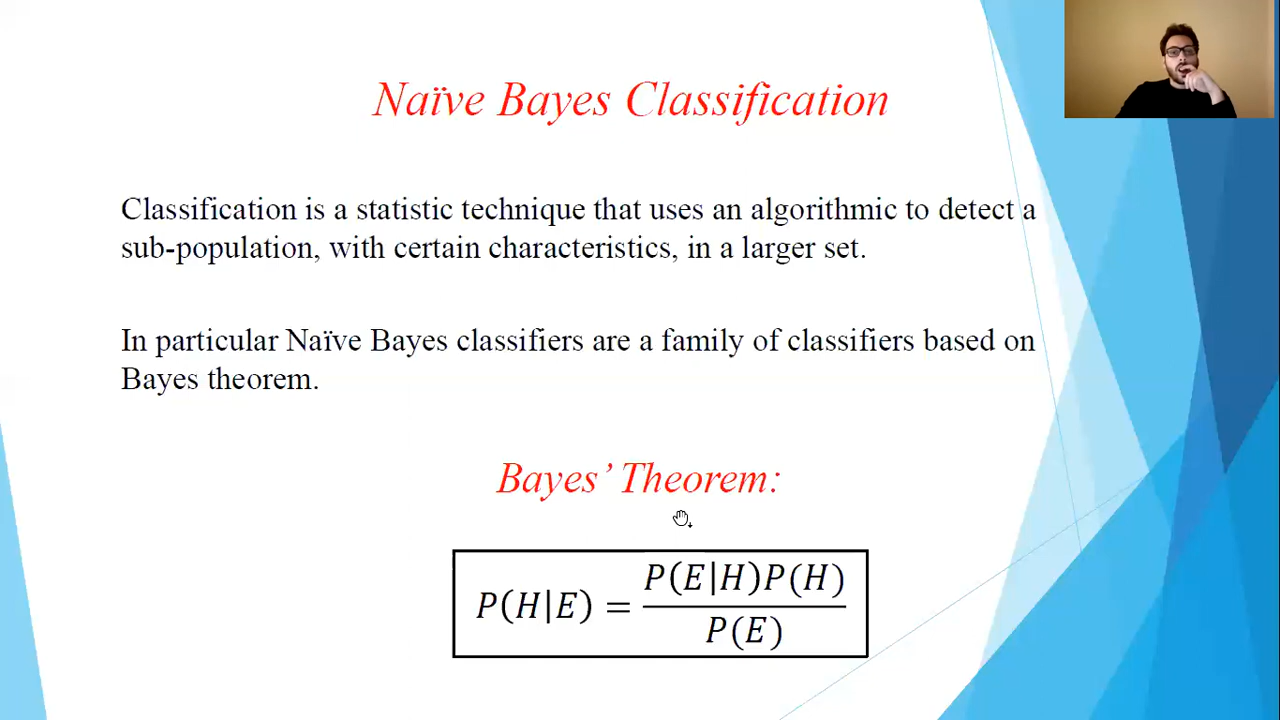 Naïve Bayes Classification
Classification is a statistic technique that uses an algorithmic to detect a
sub-population, with certain characteristics, in a larger set.
In particular Naïve Bayes classifiers are a family of classifiers based on
Bayes theorem.
Bayes’ Theorem:
P(H|E) = P(E|H)P(H) / P(E)